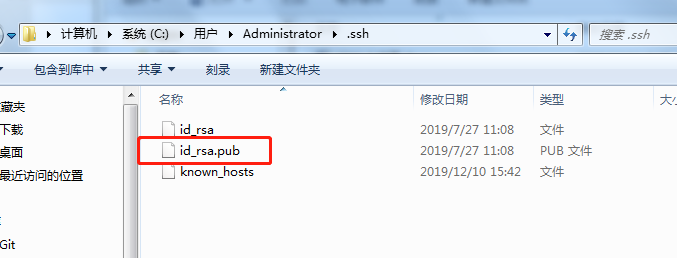 计算机 系统 (C:) 用户 Administrator .ssh 搜索 .ssh
包含到库中 共享 刻录 新建文件夹
名称 修改日期 类型
id_rsa 2019/7/27 11:08 文件
id_rsa.pub 2019/7/27 11:08 PUB 文件
known_hosts 2019/12/10 15:42 文件
藏夹
下载
桌面
最近访问的位置
Git